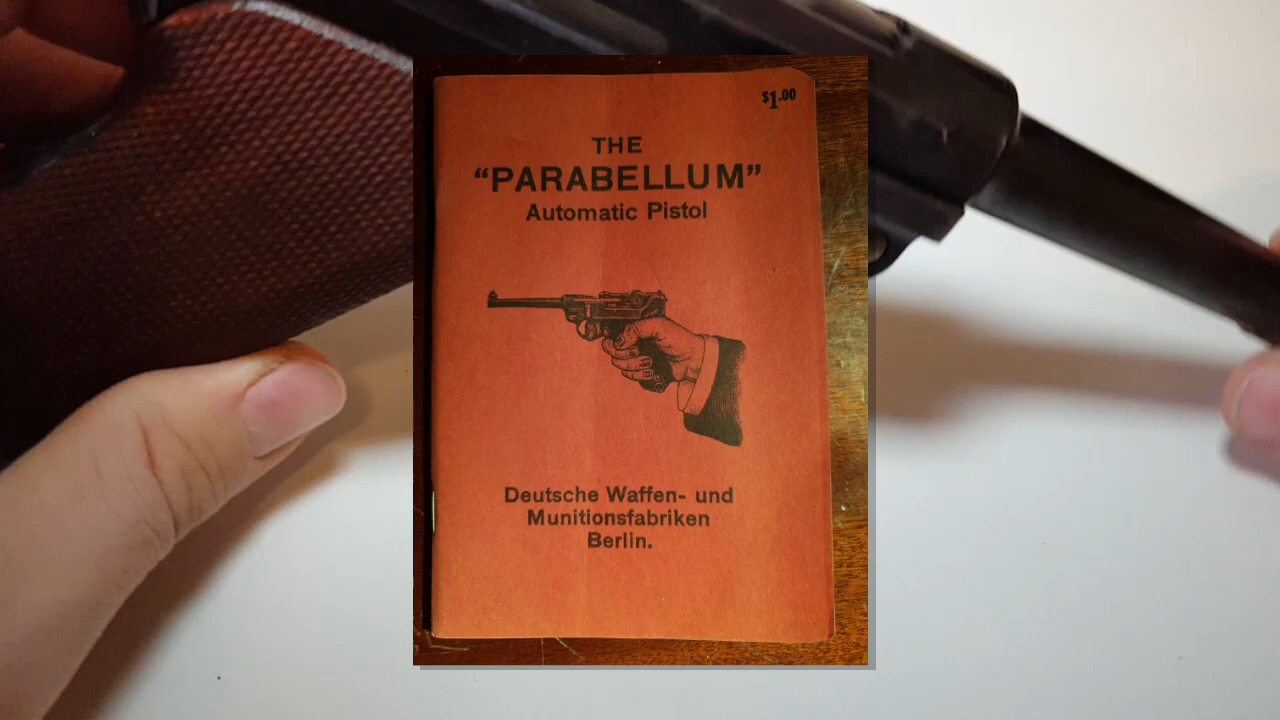 $1.00
THE
“PARABELLUM”
Automatic Pistol
Deutsche Waffen- und
Munitionsfabriken
Berlin.